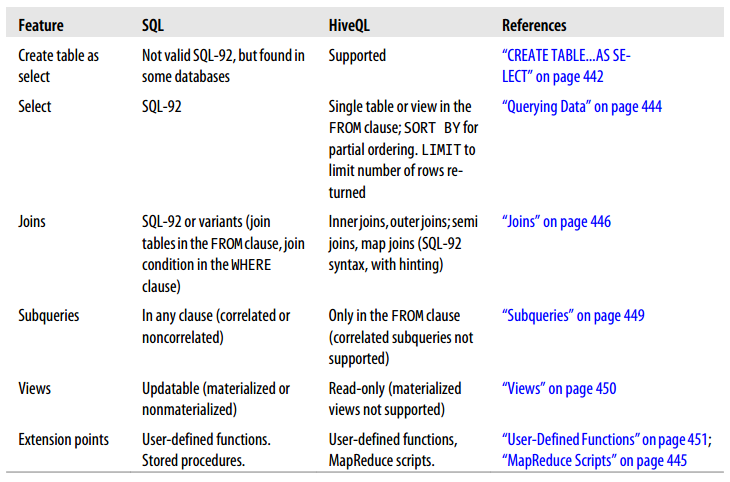 Feature SQL HiveQL References
Create table as Not valid SQL-92, but found in Supported “CREATE TABLE...AS SE-
select some databases LECT” on page 442
Select SQL-92 Single table or view in the “Querying Data” on page 444
FROM clause; SORT BY for
partial ordering. LIMIT to
limit number of rows re-
turned
Joins SQL-92 or variants (join Inner joins, outer joins; semi “Joins” on page 446
tables in the FROM clause, join joins, map joins (SQL-92
condition in the WHERE syntax, with hinting)
clause)
Subqueries In any clause (correlated or Only in the FROM clause “Subqueries” on page 449
noncorrelated) (correlated subqueries not
supported)
Views Updatable (materialized or Read-only (materialized “Views” on page 450
nonmaterialized) views not supported)
Extension points User-defined functions. User-defined functions, “User-Defined Functions” on page 451;
Stored procedures. MapReduce scripts. “MapReduce Scripts” on page 445